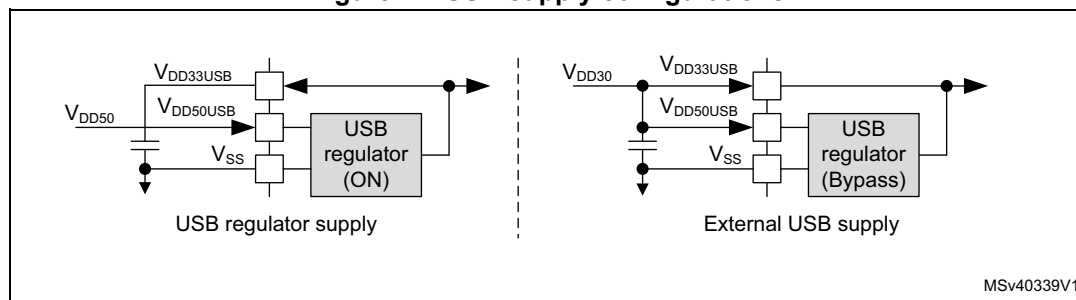 VDD33USB
VDD50
VDD50USB
VSS
USB
regulator
(ON)
USB regulator supply
VDD30
VDD33USB
VDD50USB
VSS
USB
regulator
(Bypass)
External USB supply
MSv40339V1